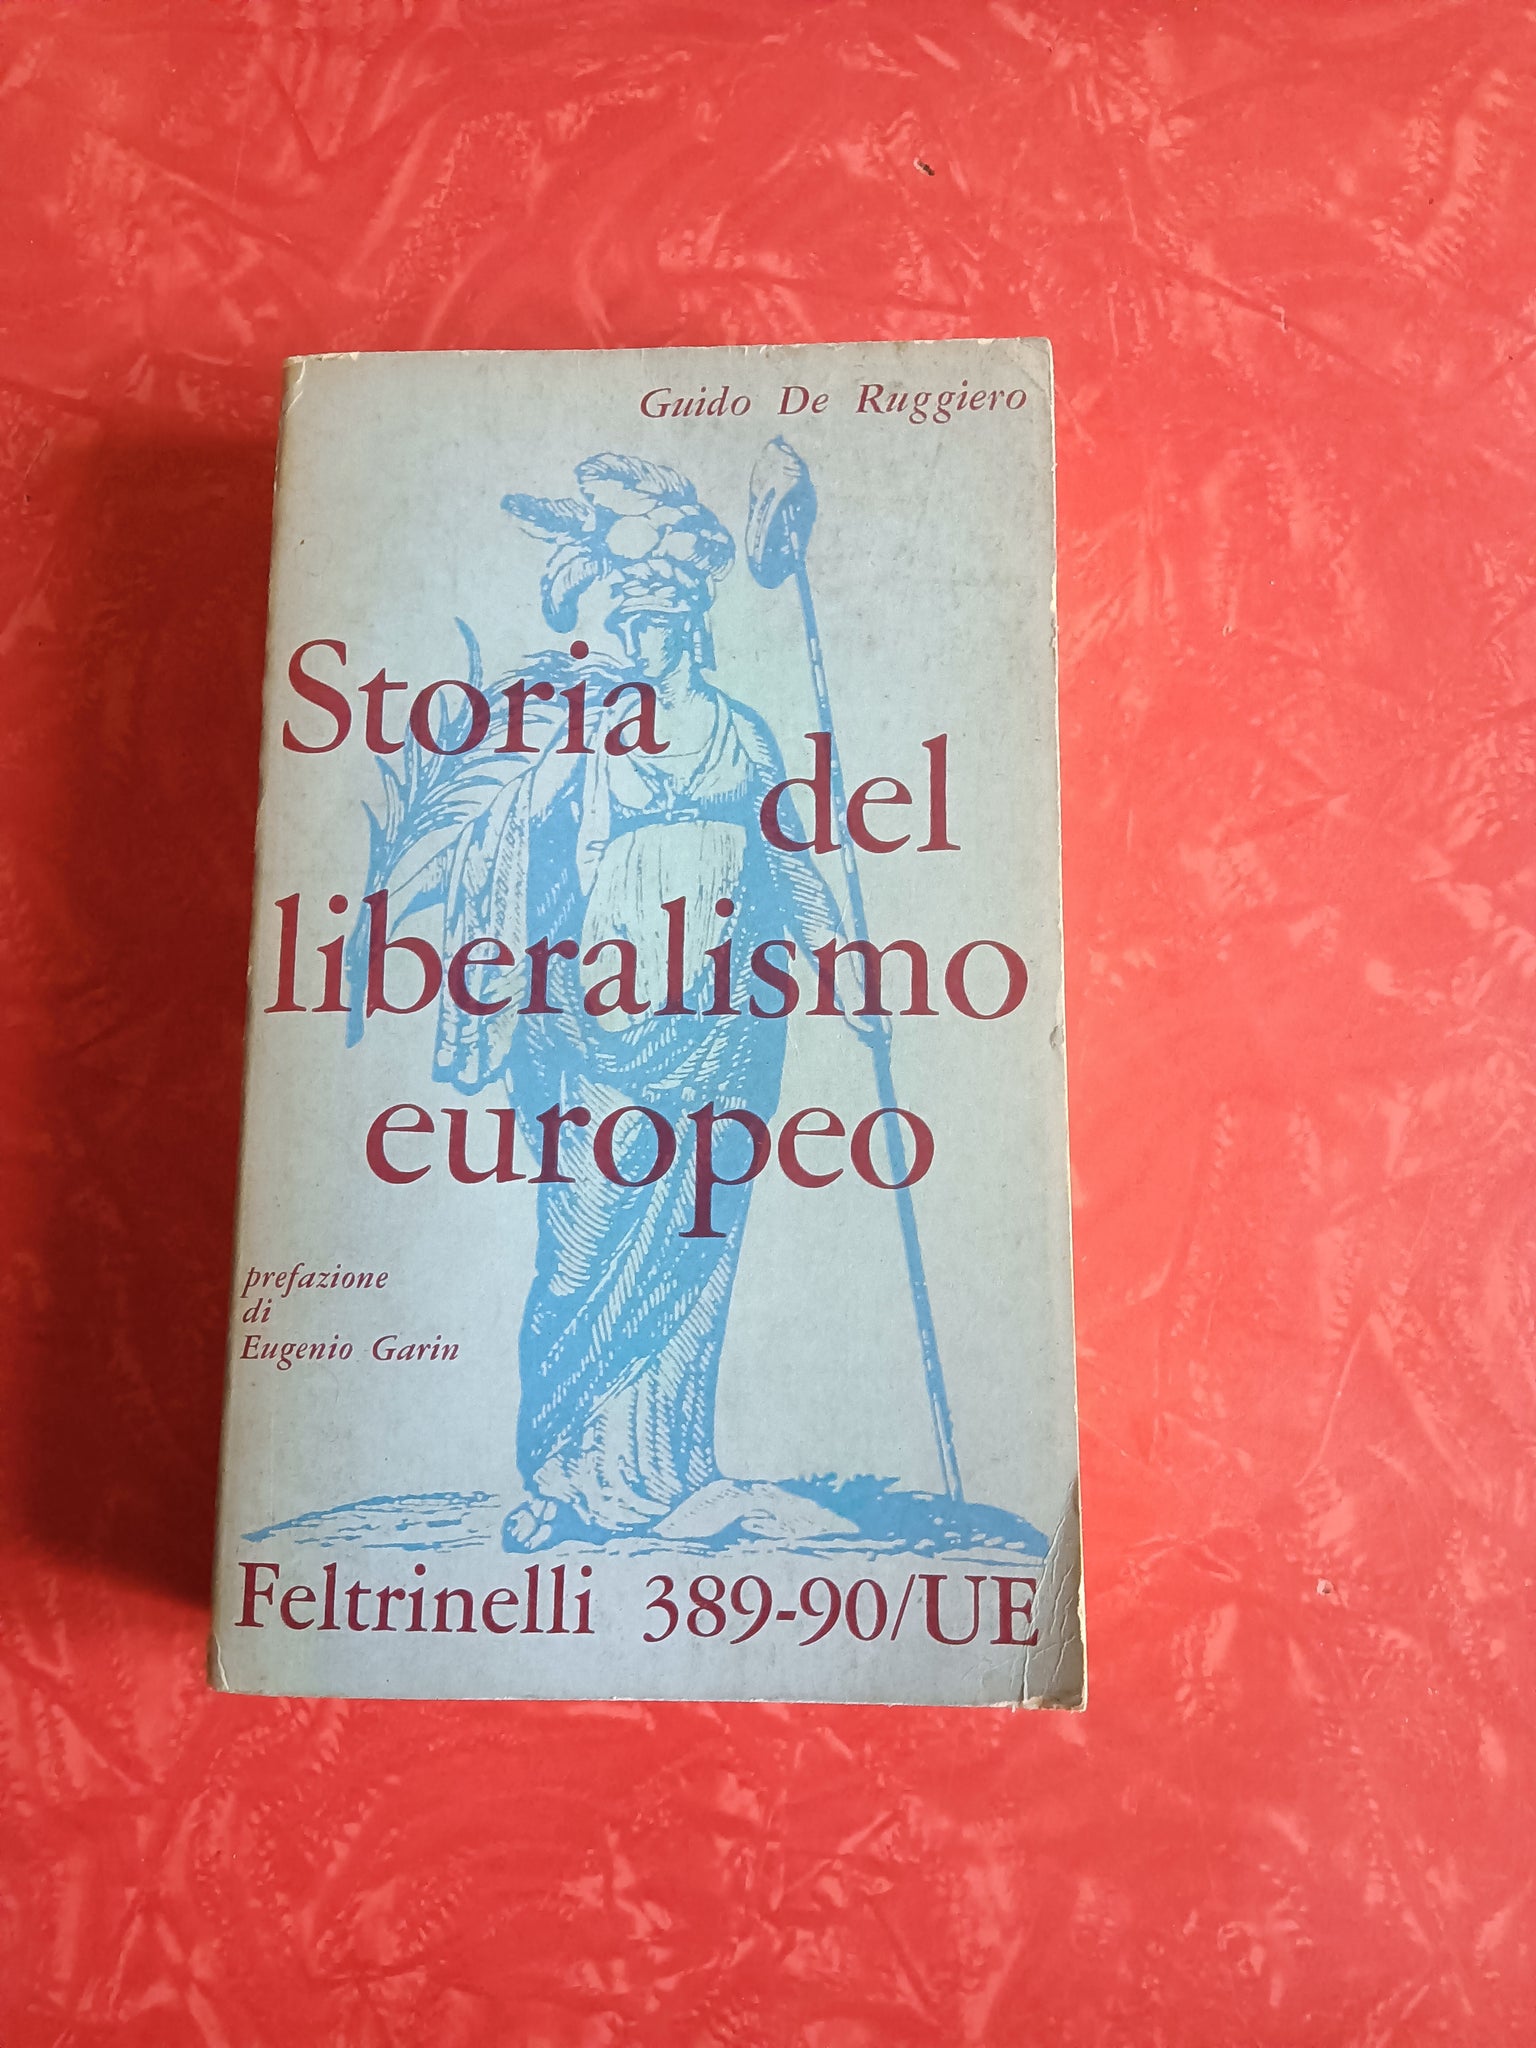 Guido De Ruggiero
Storia
del
liberalismo
europeo
prefazione
di
Eugenio Garin
Feltrinelli 389-90/UE